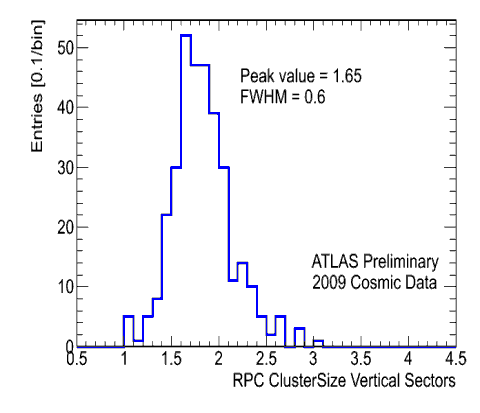 Entries [0.1/bin]
50
40
30
20
10
0
Peak value = 1.65
FWHM = 0.6
ATLAS Preliminary
2009 Cosmic Data
0.5 1 1.5 2 2.5 3 3.5 4 4.5
RPC ClusterSize Vertical Sectors